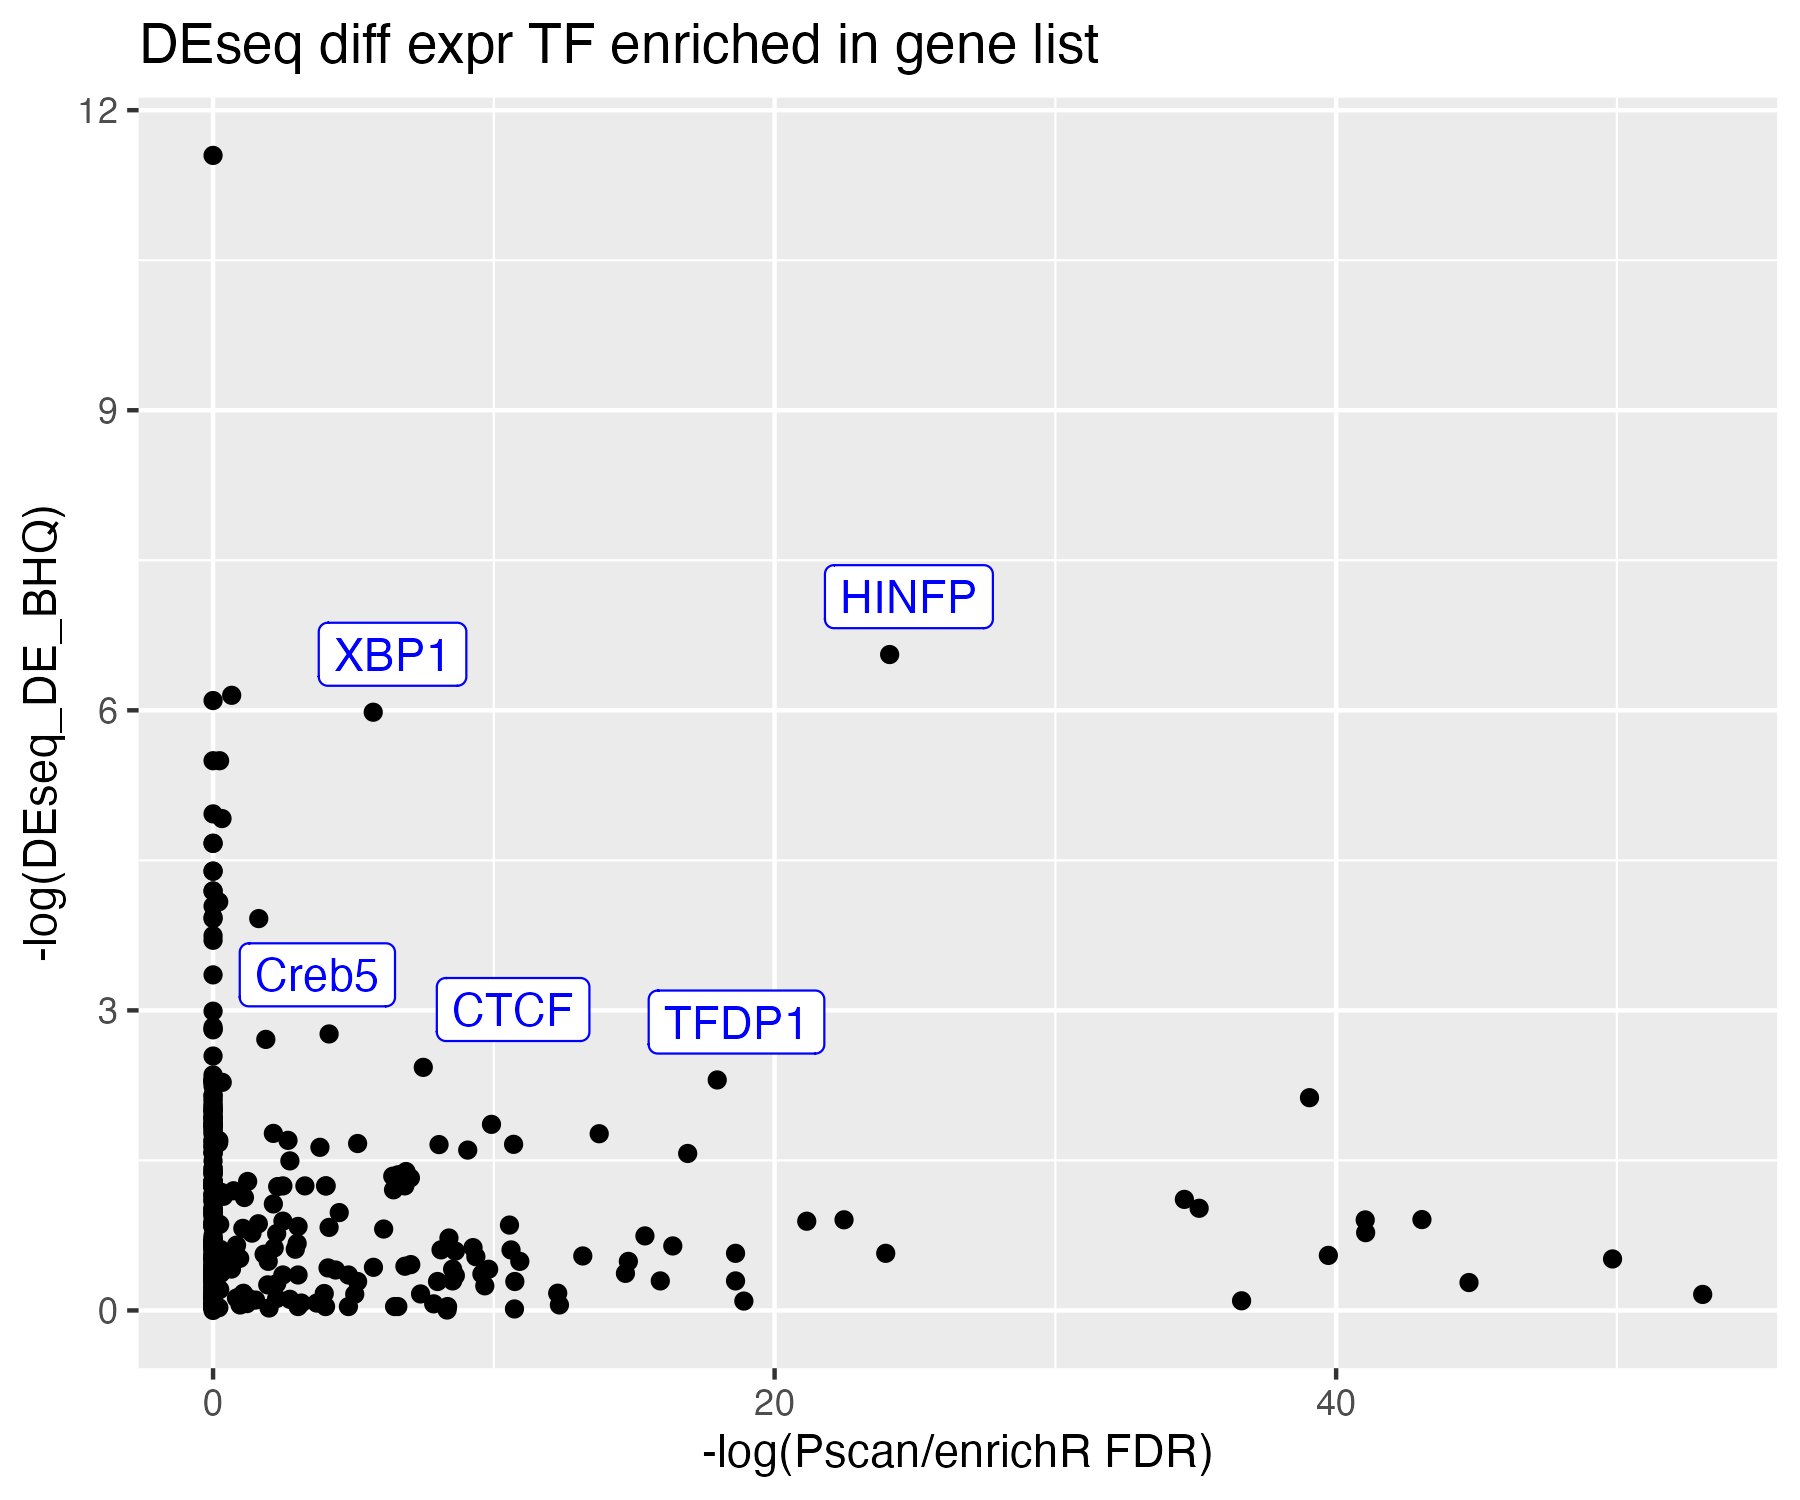 DEseq diff expr TF enriched in gene list
12
9
6
3
0
-log(DEseq_DE_BHQ)
HINFP
XBP1
Creb5
CTCF
TFDP1
0
20
40
-log(Pscan/enrichR FDR)